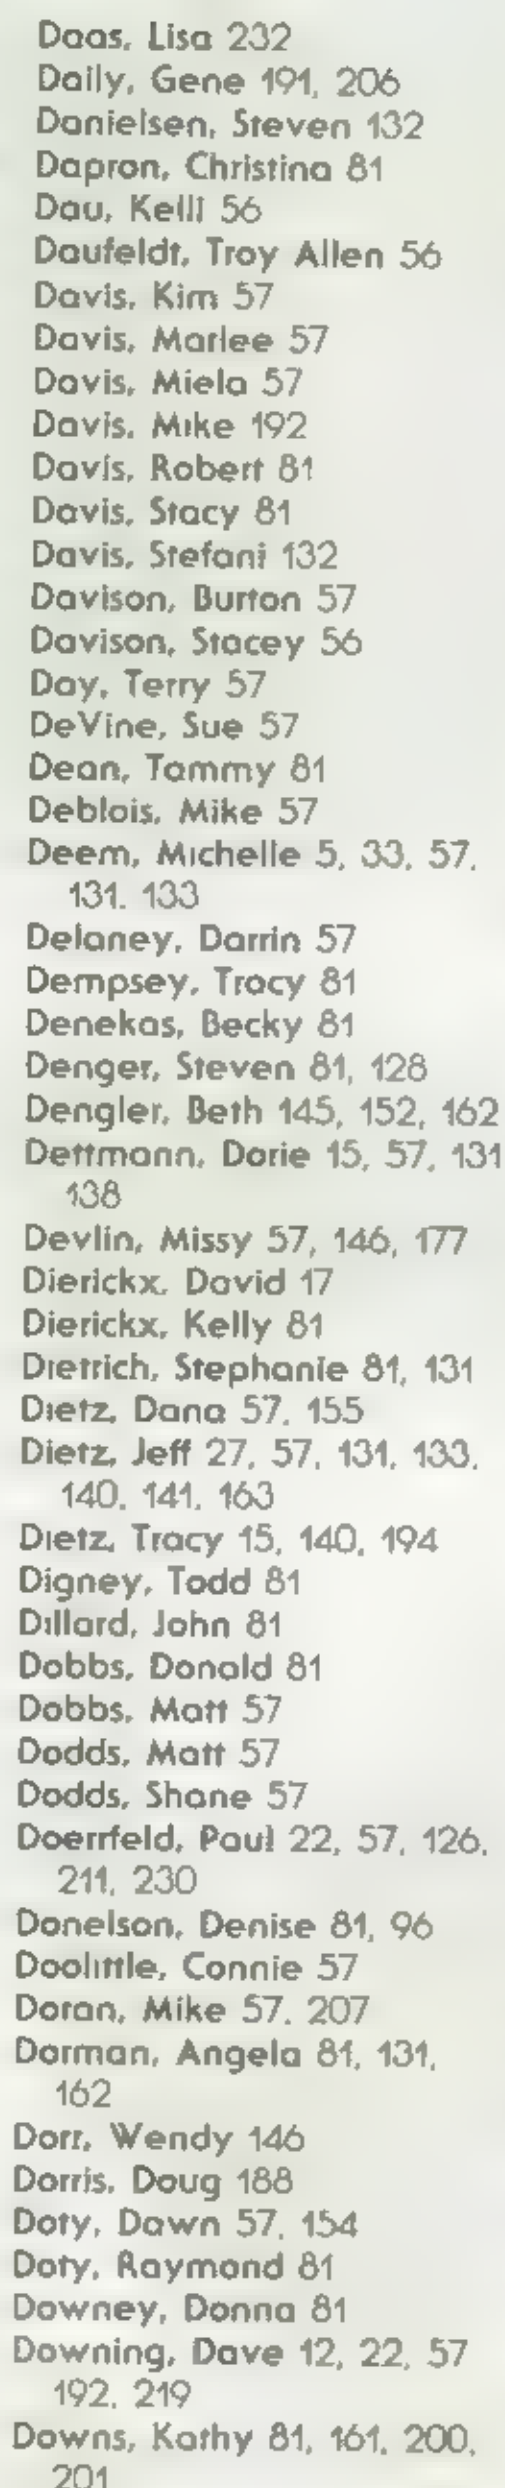 Daas, Lisa 232
Daily, Gene 191, 206
Danielsen, Steven 132
Dapron, Christina 81
Dau, Kelli 56
Daufeldt, Troy Allen 56
Davis, Kim 57
Davis, Marlee 57
Davis, Miela 57
Davis, Mike 192
Davis, Robert 81
Davis, Stacy 81
Davis, Stefani 132
Davison, Burton 57
Davison, Stacey 56
Day, Terry 57
DeVine, Sue 57
Dean, Tammy 81
Deblois, Mike 57
Deem, Michelle 5, 33, 57,
131, 133
Delaney, Darrin 57
Dempsey, Tracy 81
Denekas, Becky 81
Denger, Steven 81, 128
Dengler, Beth 145, 152, 162
Dettmann, Dorie 15, 57, 131
138
Devlin, Missy 57, 146, 177
Dierickx, David 17
Dierickx, Kelly 81
Dietrich, Stephanie 81, 131
Dietz, Dana 57, 155
Dietz, Jeff 27, 57, 131, 133,
140, 141, 163
Dietz, Tracy 15, 140, 194
Digney, Todd 81
Dillard, John 81
Dobbs, Donald 81
Dobbs, Matt 57
Dodds, Matt 57
Dodds, Shane 57
Doerrfeld, Paul 22, 57, 126,
211, 230
Donelson, Denise 81, 96
Doolittle, Connie 57
Doran, Mike 57, 207
Dorman, Angela 81, 131,
162
Dorr, Wendy 146
Dorris, Doug 188
Doty, Dawn 57, 154
Doty, Raymond 81
Downey, Donna 81
Downing, Dave 12, 22, 57
192, 219
Downs, Kathy 81, 161, 200,
201